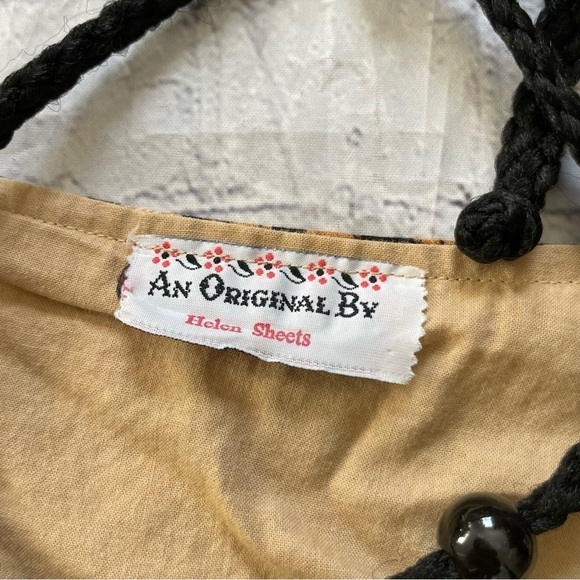 An Original By
Helen Sheets